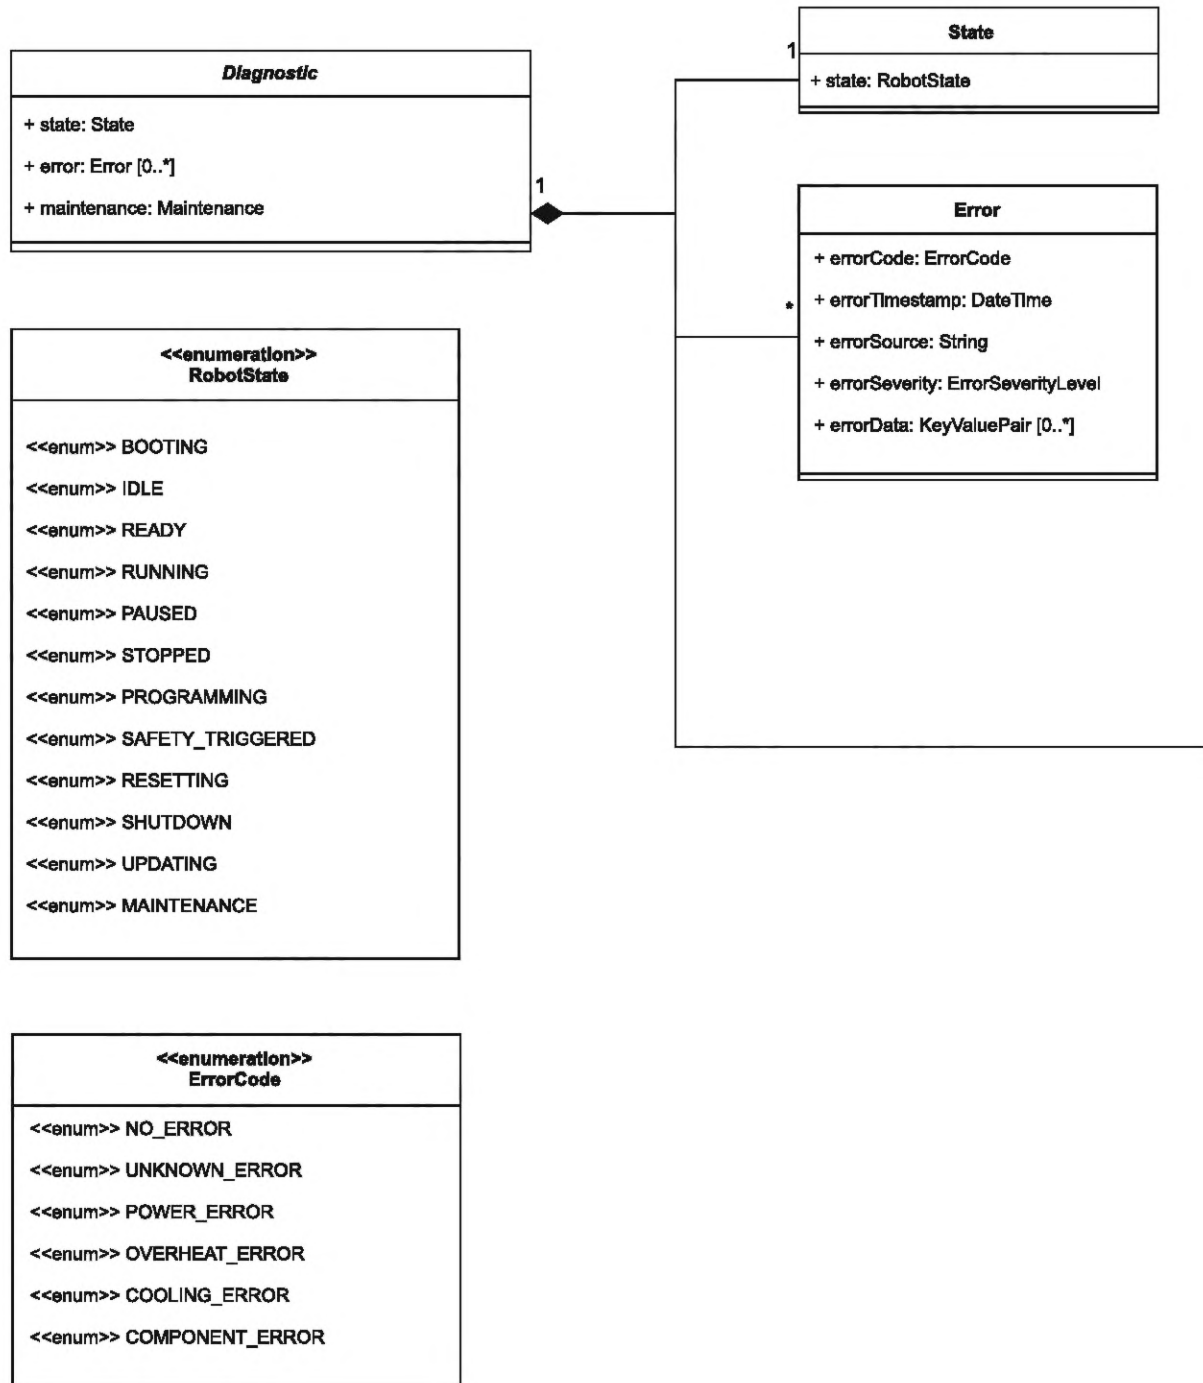 Diagnostic
+ state: State
+ error: Error [0..*]
+ maintenance: Maintenance
1
1
State
+ state: RobotState
*
Error
+ errorCode: ErrorCode
+ errorTimestamp: DateTime
+ errorSource: String
+ errorSeverity: ErrorSeverityLevel
+ errorData: KeyValuePair [0..*]
<<enumeration>>
RobotState
<<enum>> BOOTING
<<enum>> IDLE
<<enum>> READY
<<enum>> RUNNING
<<enum>> PAUSED
<<enum>> STOPPED
<<enum>> PROGRAMMING
<<enum>> SAFETY_TRIGGERED
<<enum>> RESETTING
<<enum>> SHUTDOWN
<<enum>> UPDATING
<<enum>> MAINTENANCE
<<enumeration>>
ErrorCode
<<enum>> NO_ERROR
<<enum>> UNKNOWN_ERROR
<<enum>> POWER_ERROR
<<enum>> OVERHEAT_ERROR
<<enum>> COOLING_ERROR
<<enum>> COMPONENT_ERROR